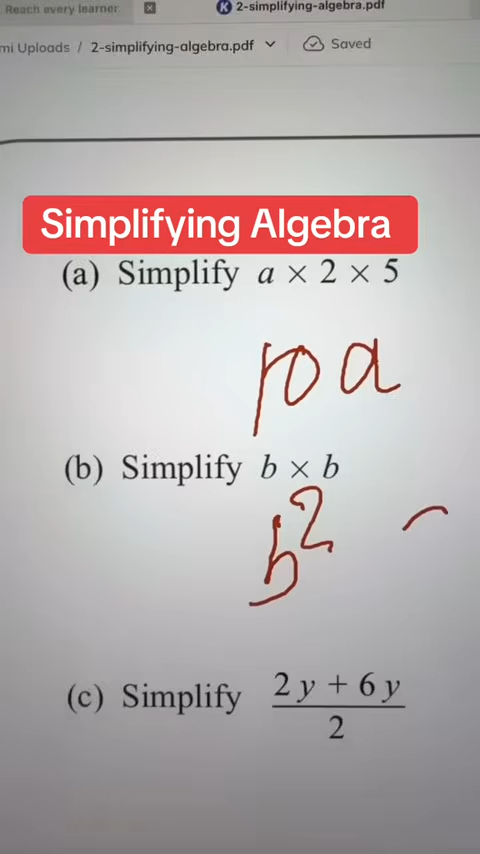 Reach every learner
2-simplifying-algebra.pdf
mi Uploads / 2-simplifying-algebra.pdf
Saved
Simplifying Algebra
(a) Simplify a × 2 × 5
10a
(b) Simplify b × b
b²
(c) Simplify (2y + 6y)/2